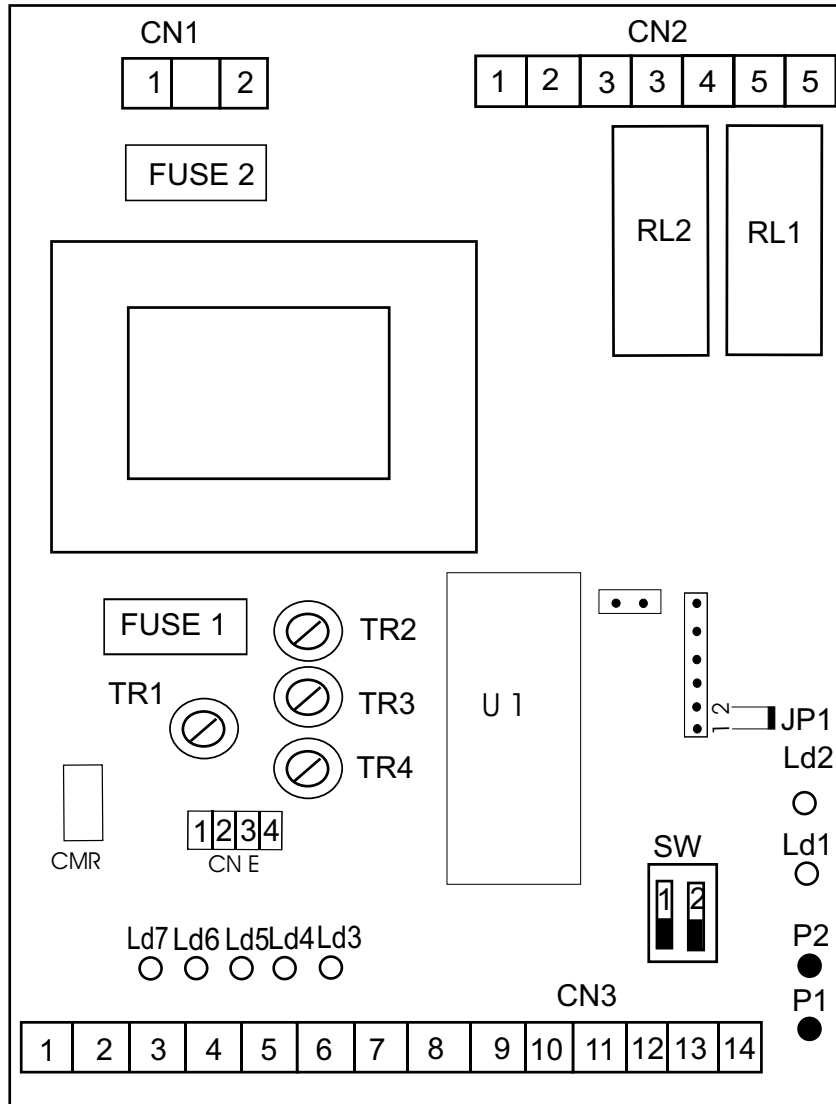 CN1
CN2
1 2
1 2 3 3 4 5 5
FUSE 2
RL2
RL1
FUSE 1
TR2
TR1
TR3
U 1
1 2
JP1
TR4
Ld2
1 2 3 4
CMR
CN E
SW
Ld1
1 2
Ld7 Ld6 Ld5 Ld4 Ld3
P2
CN3
P1
1 2 3 4 5 6 7 8 9 10 11 12 13 14